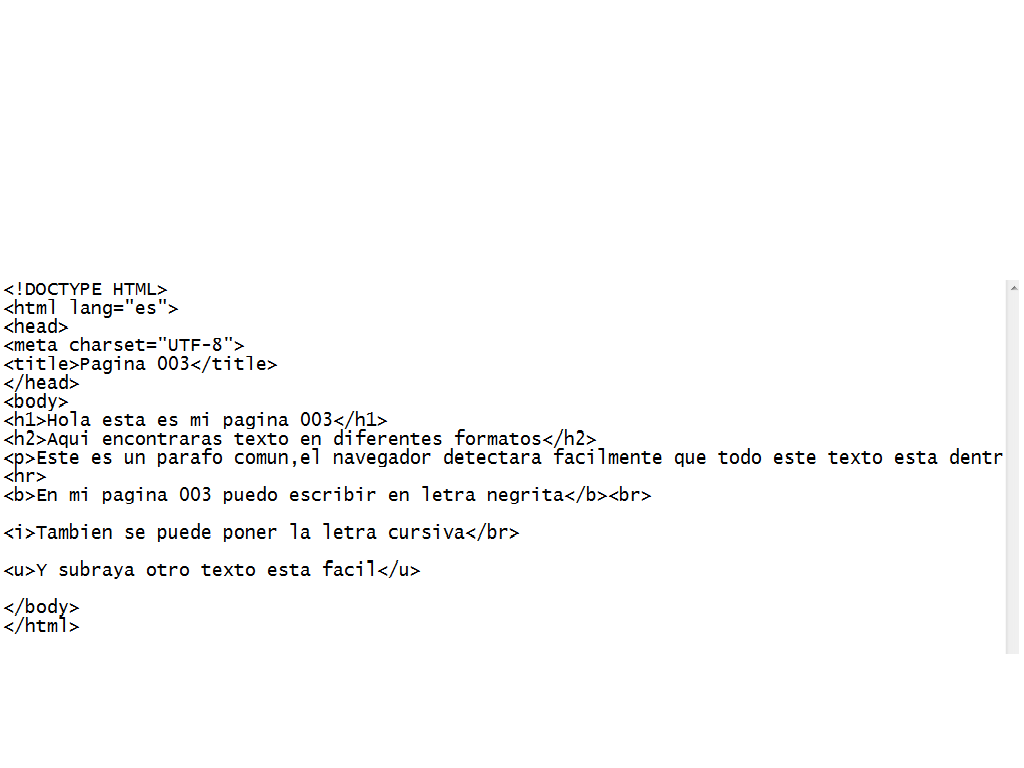 <!DOCTYPE HTML>
<html lang="es">
<head>
<meta charset="UTF-8">
<title>Pagina 003</title>
</head>
<body>
<h1>Hola esta es mi pagina 003</h1>
<h2>Aqui encontraras texto en diferentes formatos</h2>
<p>Este es un parafo comun,el navegador detectara facilmente que todo este texto esta dentr
<hr>
<b>En mi pagina 003 puedo escribir en letra negrita</b><br>
<i>Tambien se puede poner la letra cursiva</br>
<u>Y subraya otro texto esta facil</u>
</body>
</html>